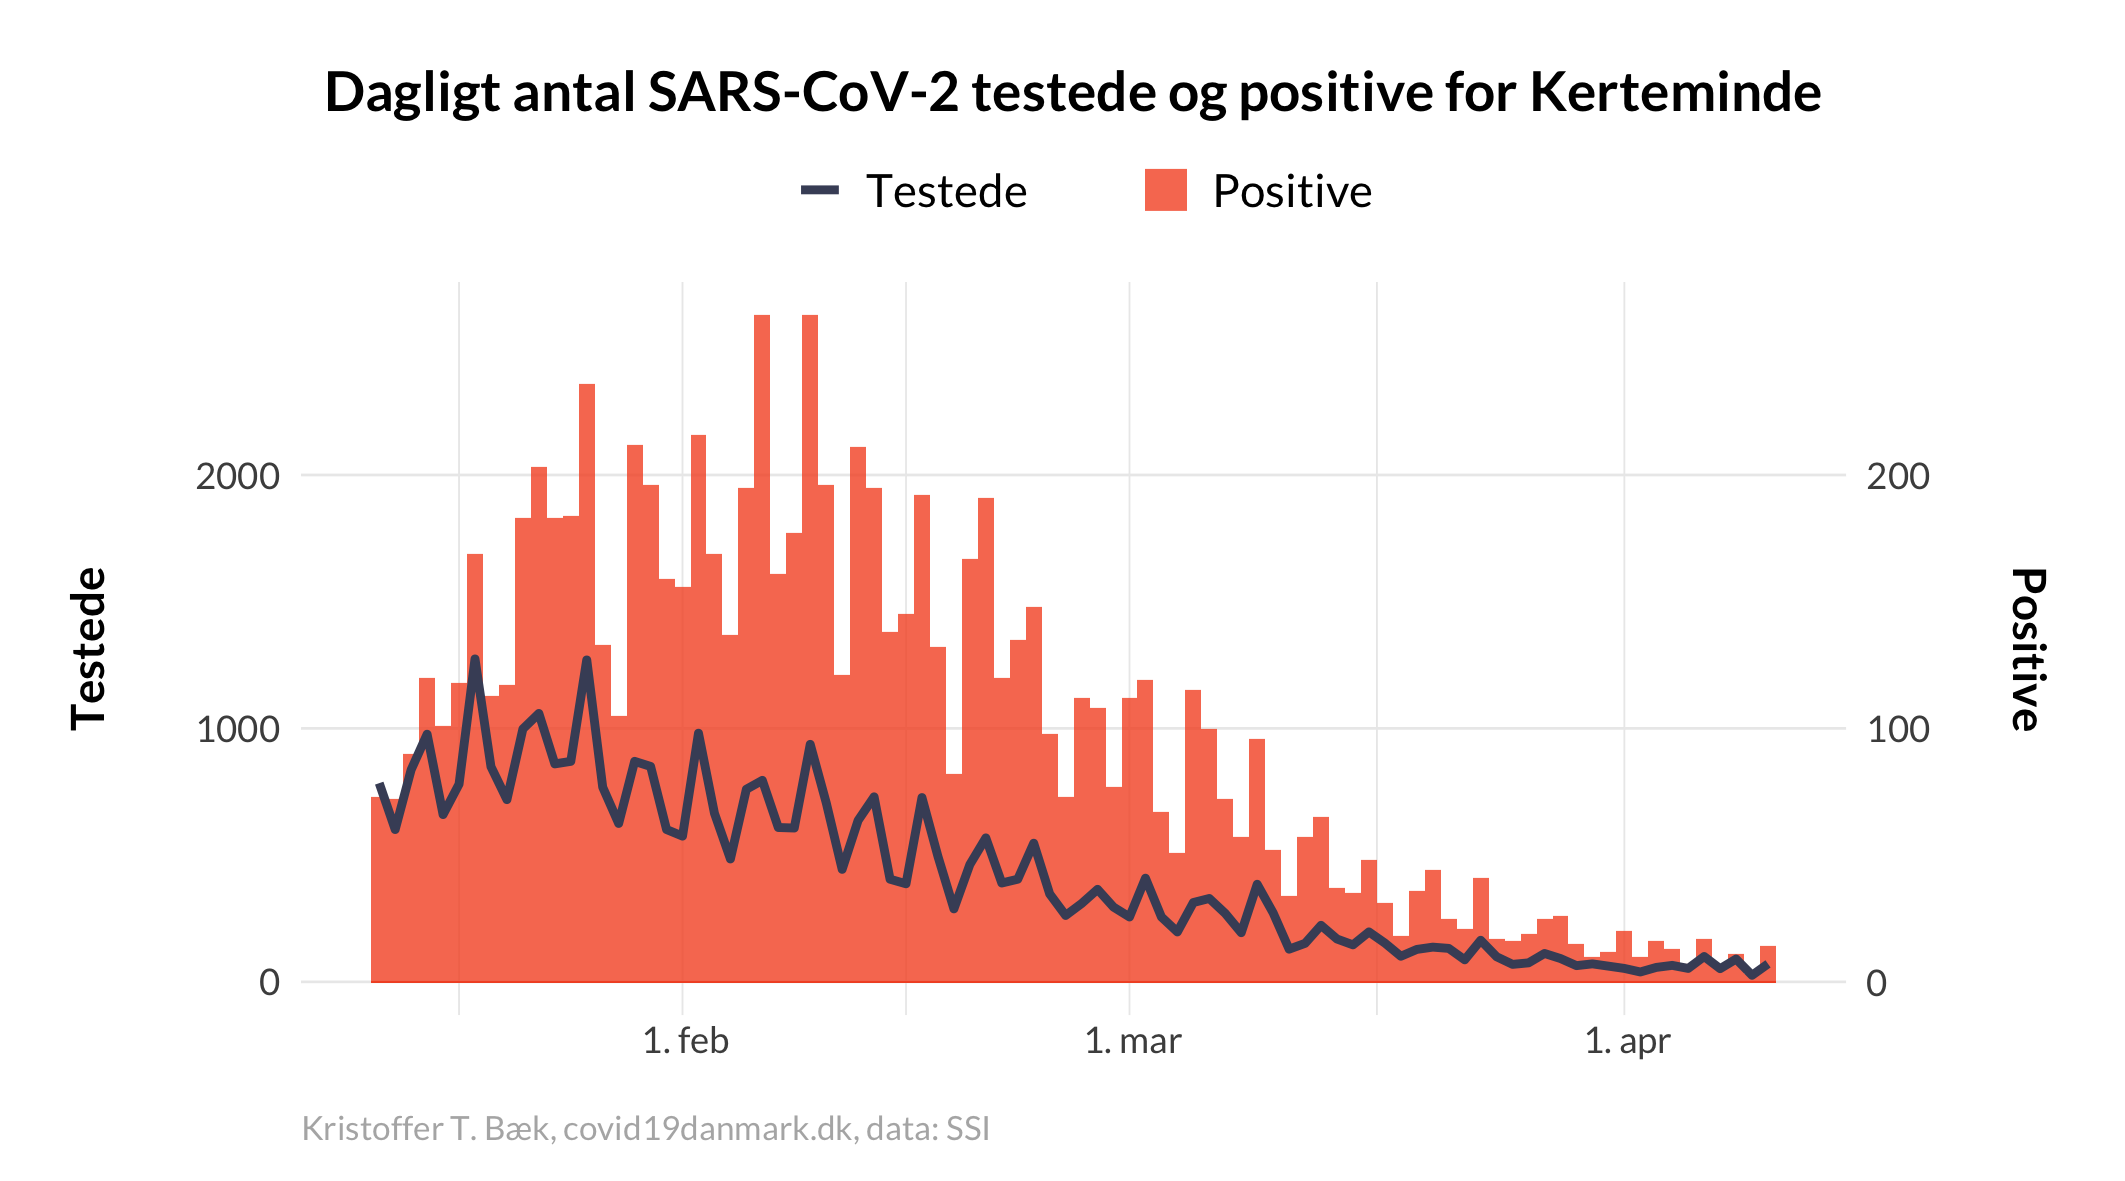 Dagligt antal SARS-CoV-2 testede og positive for Kerteminde
Testede
Positive
2000
1000
0
Testede
200
100
0
Positive
1. feb
1. mar
1. apr
Kristoffer T. Bæk, covid19danmark.dk, data: SSI